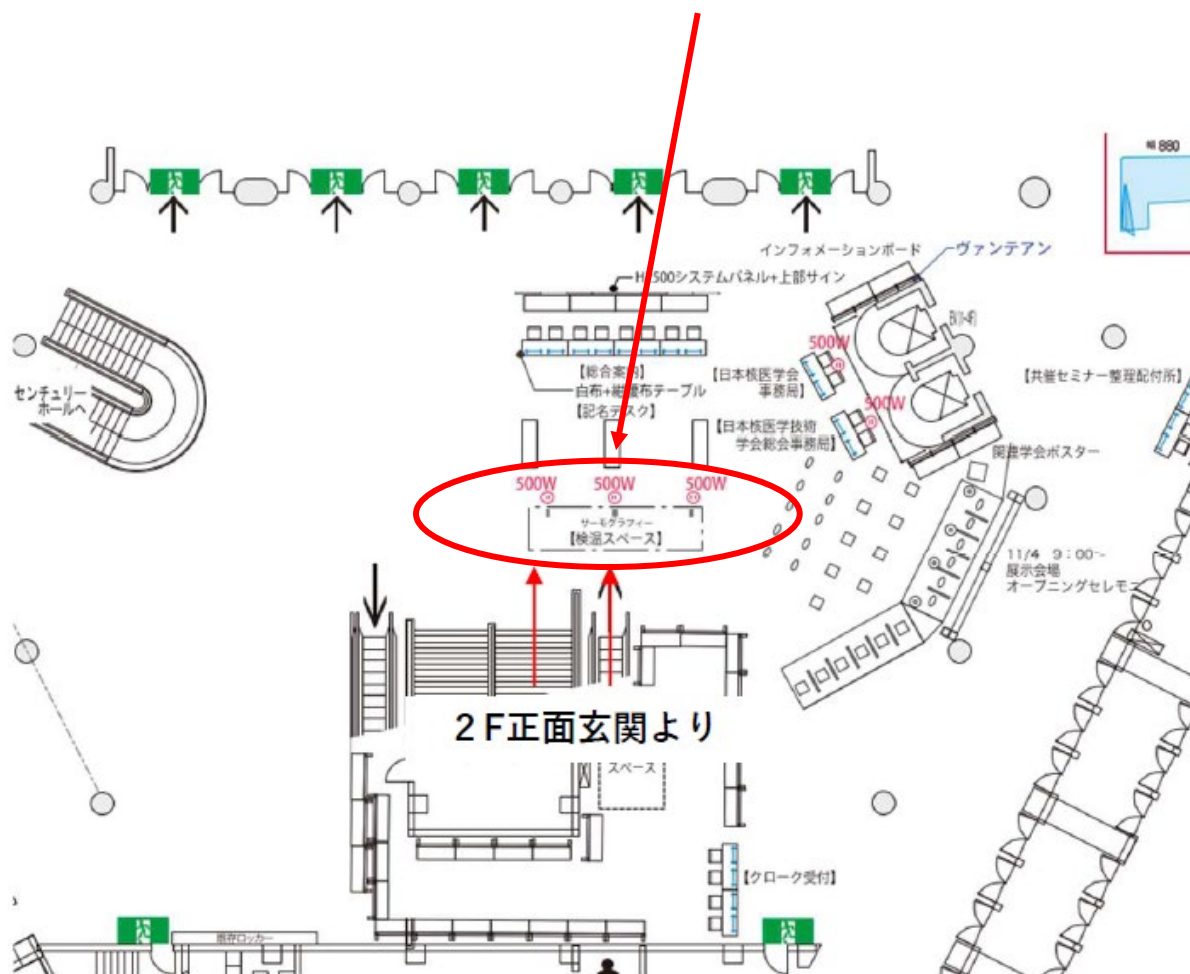 幅 880
インフォメーションボード
ヴァンテアン
500システムパネル+上部サイン
500W
【総合案内】
白布+紺腰布テーブル
【日本核医学会
事務局】
【共催セミナー整理配付所】
センチュリー
ホールへ
【記名デスク】
500W
【日本核医学技術
学会総会事務局】
関連学会ポスター
500W
500W
500W
サーモグラフィー
【検温スペース】
11/4 9:00~
展示会場
オープニングセレモニ
2F正面玄関より
スペース
【クローク受付】
既存ロッカー